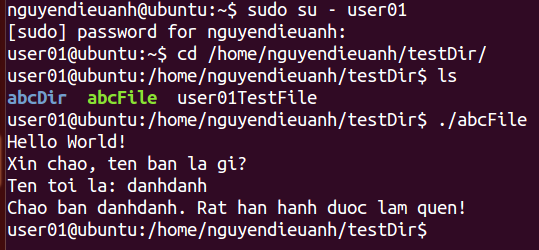 nguyendieuanh@ubuntu:~$ sudo su - user01
[sudo] password for nguyendieuanh:
user01@ubuntu:~$ cd /home/nguyendieuanh/testDir/
user01@ubuntu:/home/nguyendieuanh/testDir$ ls
abcDir  abcFile  user01TestFile
user01@ubuntu:/home/nguyendieuanh/testDir$ ./abcFile
Hello World!
Xin chao, ten ban la gi?
Ten toi la: danhdanh
Chao ban danhdanh. Rat han hanh duoc lam quen!
user01@ubuntu:/home/nguyendieuanh/testDir$